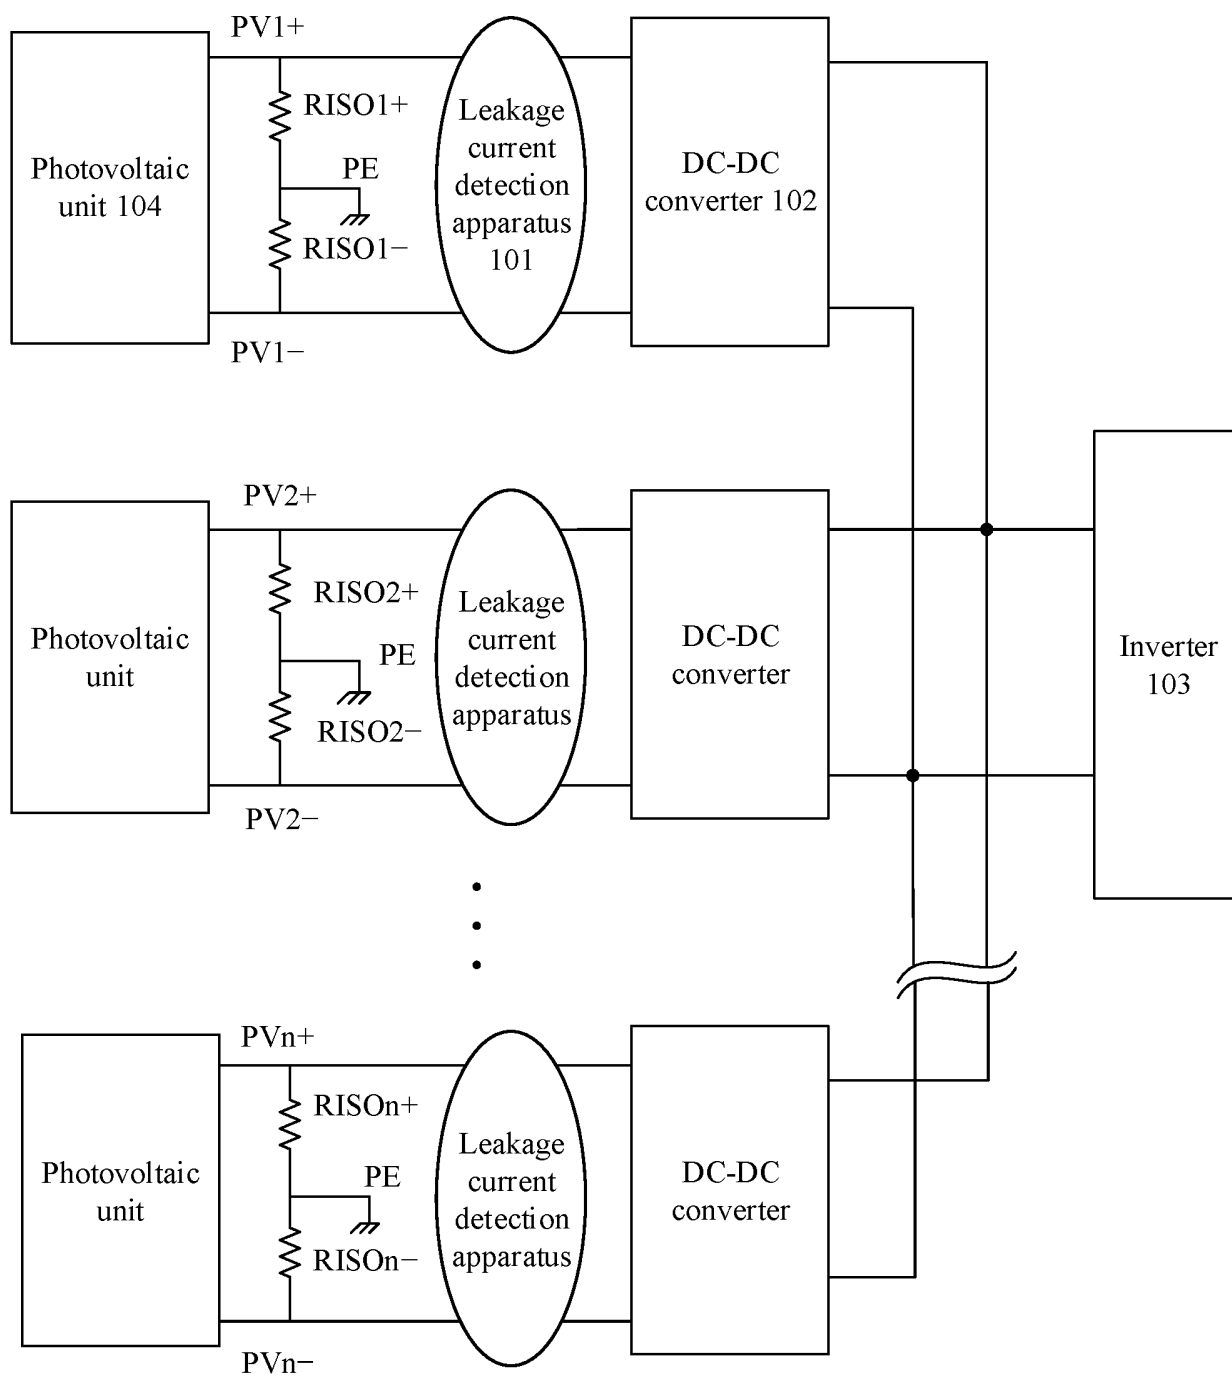 PV1+
Photovoltaic
unit 104
RISO1+
PE
RISO1−
PV1−
Leakage
current
detection
apparatus
101
DC-DC
converter 102
PV2+
Photovoltaic
unit
RISO2+
PE
RISO2−
PV2−
Leakage
current
detection
apparatus
DC-DC
converter
Inverter
103
PVn+
Photovoltaic
unit
RISOn+
PE
RISOn−
PVn−
Leakage
current
detection
apparatus
DC-DC
converter